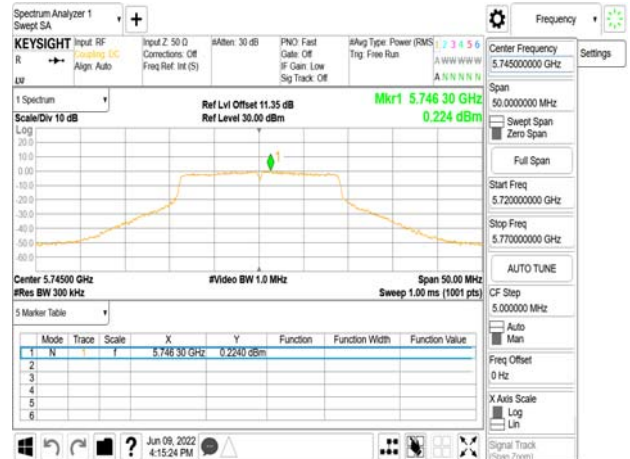 Spectrum Analyzer 1
Swept SA
+
Frequency
KEYSIGHT
Input: RF
Coupling: DC
Align: Auto
Input Z: 50 Ω
Corrections: Off
Freq Ref: Int (S)
#Atten: 30 dB
PNO: Fast
Gate: Off
IF Gain: Low
Sig Track: Off
#Avg Type: Power (RMS
Trig: Free Run
1 2 3 4 5 6
A W W W W W
A N N N N N
R
LVI
Center Frequency
5.745000000 GHz
Settings
Span
50.0000000 MHz
Swept Span
Zero Span
Full Span
Start Freq
5.720000000 GHz
Stop Freq
5.770000000 GHz
AUTO TUNE
CF Step
5.000000 MHz
Auto
Man
Freq Offset
0 Hz
X Axis Scale
Log
Lin
Signal Track
(Span Zoom)
1 Spectrum
Ref Lvl Offset 11.35 dB
Mkr1 5.746 30 GHz
Scale/Div 10 dB
Ref Level 30.00 dBm
0.224 dBm
Log
20.0
10.0
0.00
-10.0
-20.0
-30.0
-40.0
-50.0
-60.0
1
Center 5.74500 GHz
#Video BW 1.0 MHz
Span 50.00 MHz
#Res BW 300 kHz
Sweep 1.00 ms (1001 pts)
5 Marker Table
Mode Trace Scale X Y Function Function Width Function Value
1 N 1 f 5.746 30 GHz 0.2240 dBm
2
3
4
5
6
?
Jun 09, 2022
4:15:24 PM